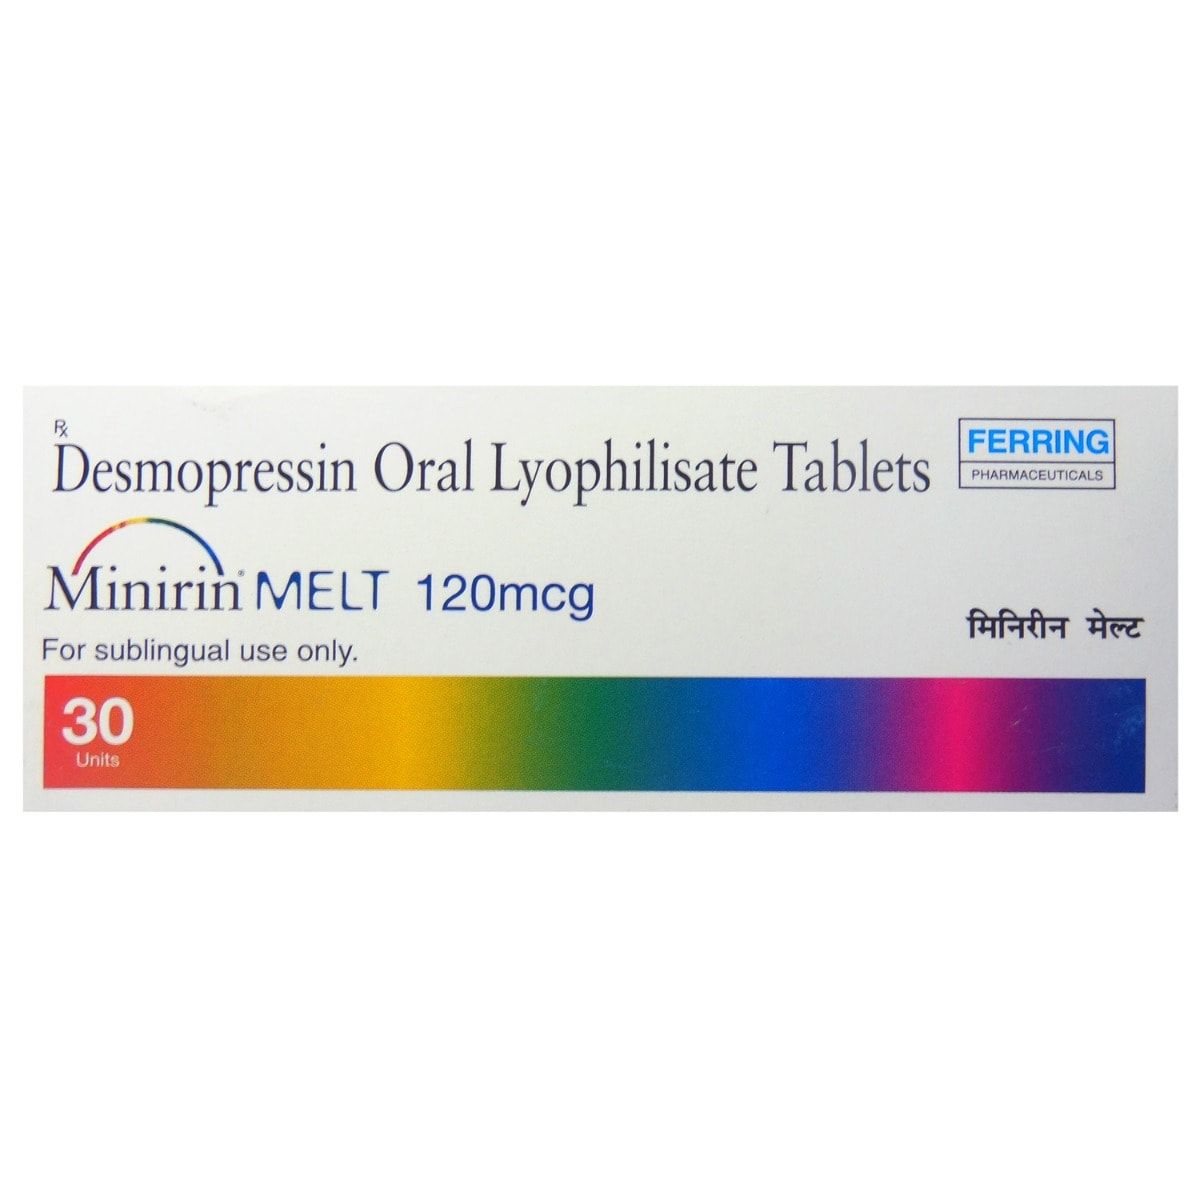 Rx
Desmopressin Oral Lyophilisate Tablets
FERRING
PHARMACEUTICALS
Minirin® MELT 120mcg
मिनिरीन मेल्ट
For sublingual use only.
30
Units